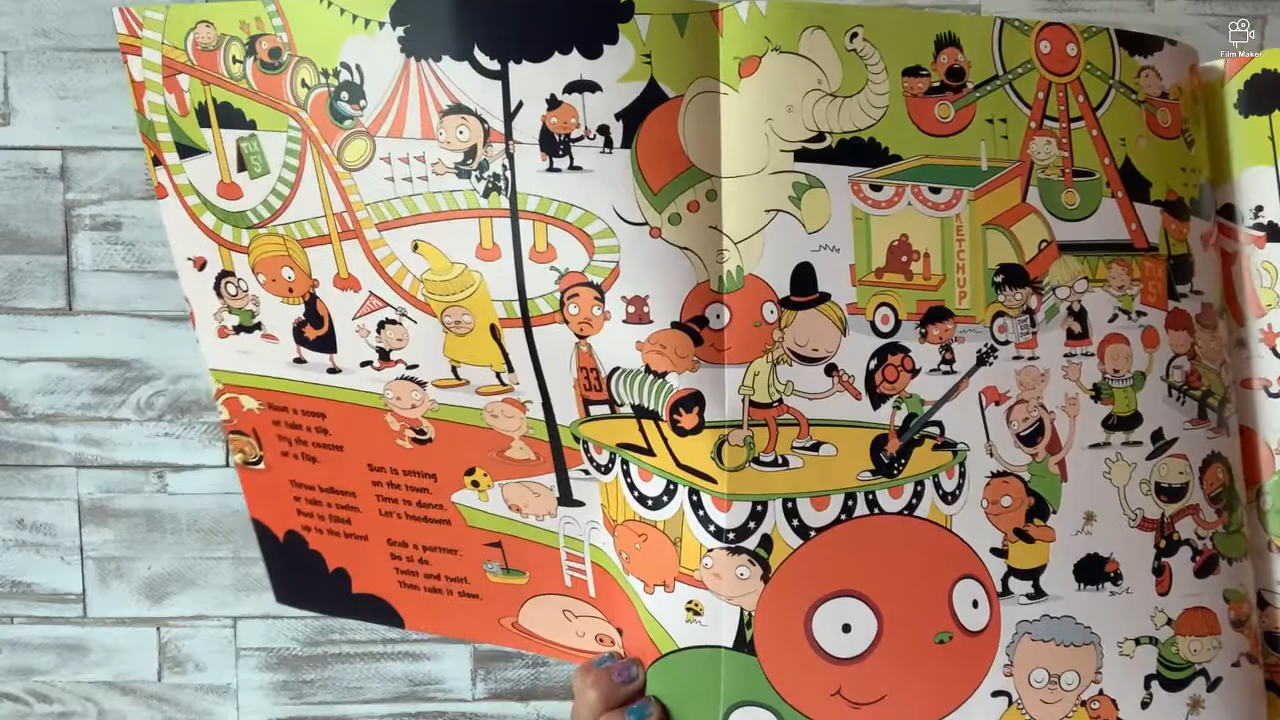 Film Maker
TIX
5¢
KETCHUP
33
Have a scoop
or take a sip.
Try the coaster
or a flip.
Throw balloons
or take a swim.
Pool is filled
up to the brim!
Sun is setting
on the town.
Time to dance.
Let's hoedown!
Grab a partner.
Do si do.
Twist and twirl.
Then take it slow.